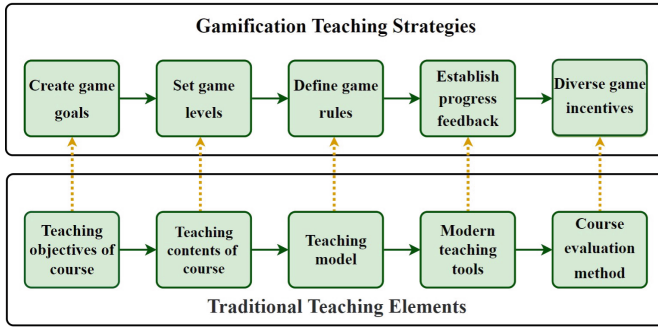 Gamification Teaching Strategies
Create game
goals
Set game
levels
Define game
rules
Establish
progress
feedback
Diverse game
incentives
Teaching
objectives of
course
Teaching
contents of
course
Teaching
model
Modern
teaching
tools
Course
evaluation
method
Traditional Teaching Elements